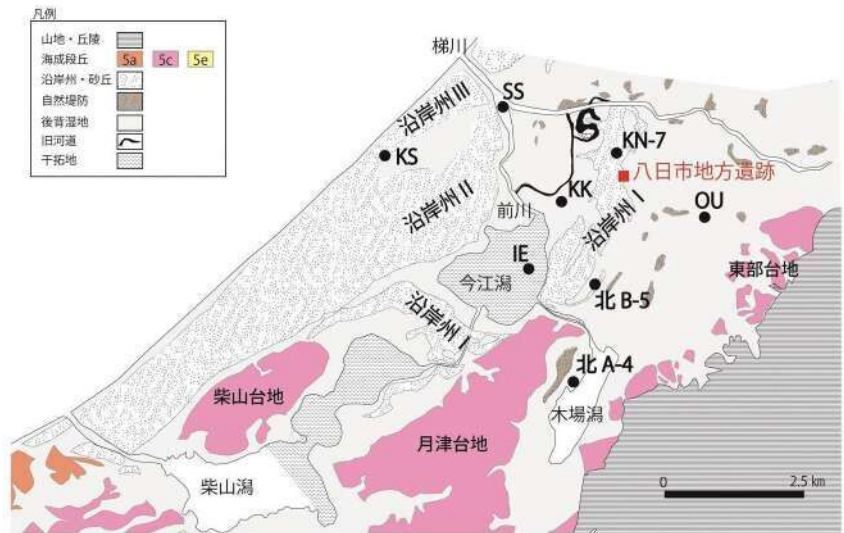 凡例
山地・丘陵
海成段丘 5a 5c 5e
沿岸州・砂丘
自然堤防
後背湿地
旧河道
干拓地
梯川
沿岸州 III
SS
KS
KN-7
八日市地方遺跡
沿岸州 II
KK
前川
OU
沿岸州 I
IE
今江潟
東部台地
北 B-5
沿岸州 I
北 A-4
柴山台地
木場潟
月津台地
柴山潟
0 2.5 km